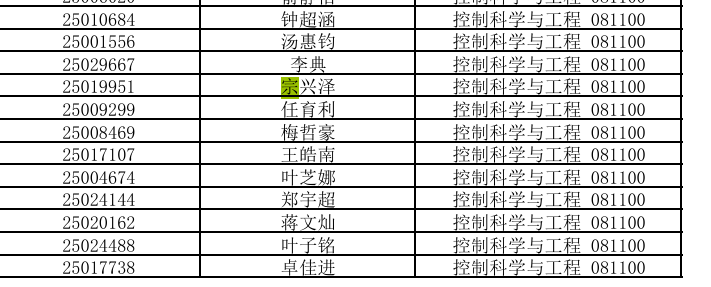 25010684 钟超涵 控制科学与工程 081100
25001556 汤惠钧 控制科学与工程 081100
25029667 李典 控制科学与工程 081100
25019951 宗兴泽 控制科学与工程 081100
25009299 任育利 控制科学与工程 081100
25008469 梅哲豪 控制科学与工程 081100
25017107 王皓南 控制科学与工程 081100
25004674 叶芝娜 控制科学与工程 081100
25024144 郑宇超 控制科学与工程 081100
25020162 蒋文灿 控制科学与工程 081100
25024488 叶子铭 控制科学与工程 081100
25017738 卓佳进 控制科学与工程 081100